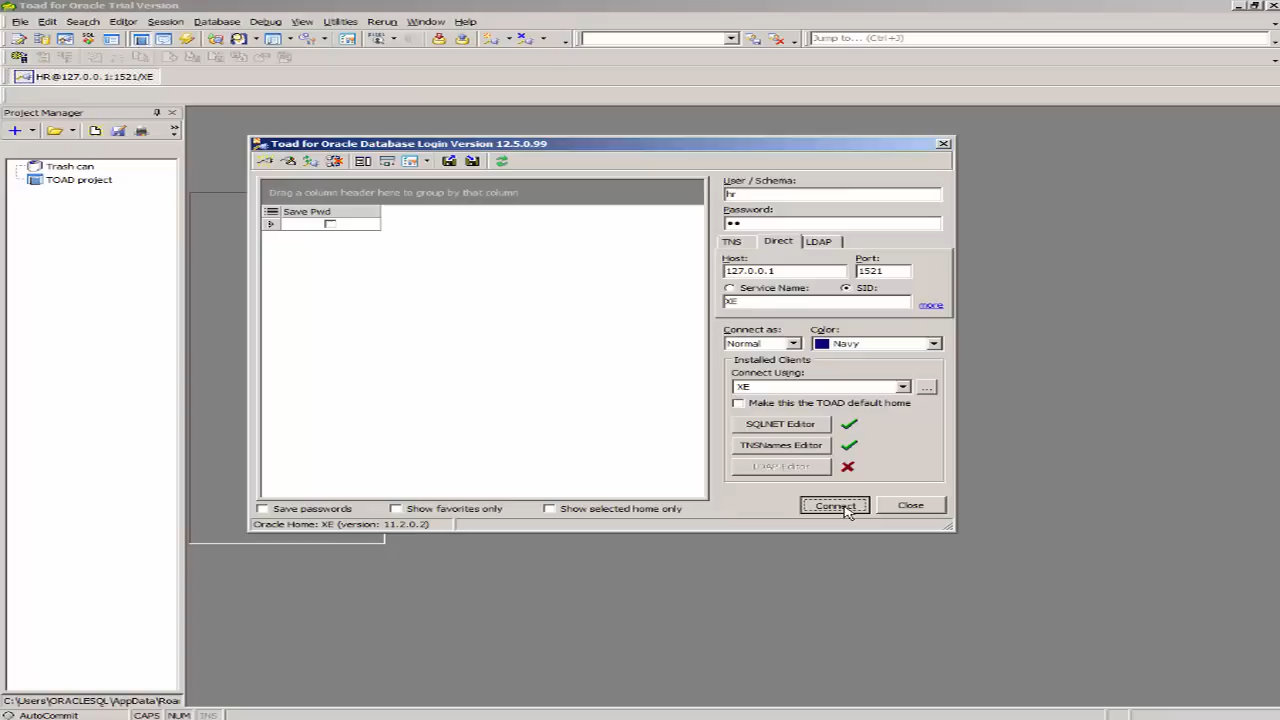 Toad for Oracle Trial Version
File Edit Search Editor Session Database Debug View Utilities Rerun Window Help
SQL
Jump to... (Ctrl+J)
HR@127.0.0.1:1521/XE
Project Manager
Trash can
TOAD project
Toad for Oracle Database Login Version 12.5.0.99
Drag a column header here to group by that column
Save Pwd
User / Schema:
hr
Password:
••
TNS Direct LDAP
Host: Port:
127.0.0.1 1521
Service Name: SID:
XE
more
Connect as: Color:
Normal Navy
Installed Clients
Connect Using:
XE
...
Make this the TOAD default home
SQLNET Editor
TNSNames Editor
LDAP Editor
Connect Close
Save passwords Show favorites only Show selected home only
Oracle Home: XE (version: 11.2.0.2)
C:\Users\ORACLESQL\AppData\Roar
AutoCommit CAPS NUM INS